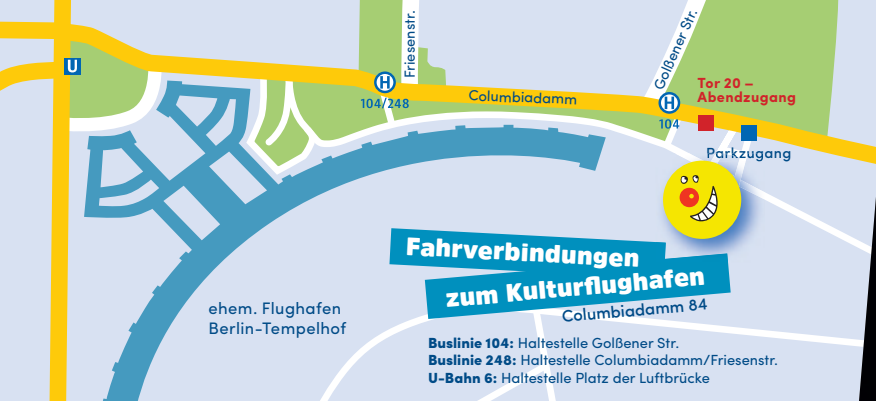 U
H
104/248
Friesenstr.
Columbiadamm
Golßener Str.
H
104
Tor 20 –
Abendzugang
Parkzugang
Fahrverbindungen
zum Kulturflughafen
Columbiadamm 84
ehem. Flughafen
Berlin-Tempelhof
Buslinie 104: Haltestelle Golßener Str.
Buslinie 248: Haltestelle Columbiadamm/Friesenstr.
U-Bahn 6: Haltestelle Platz der Luftbrücke